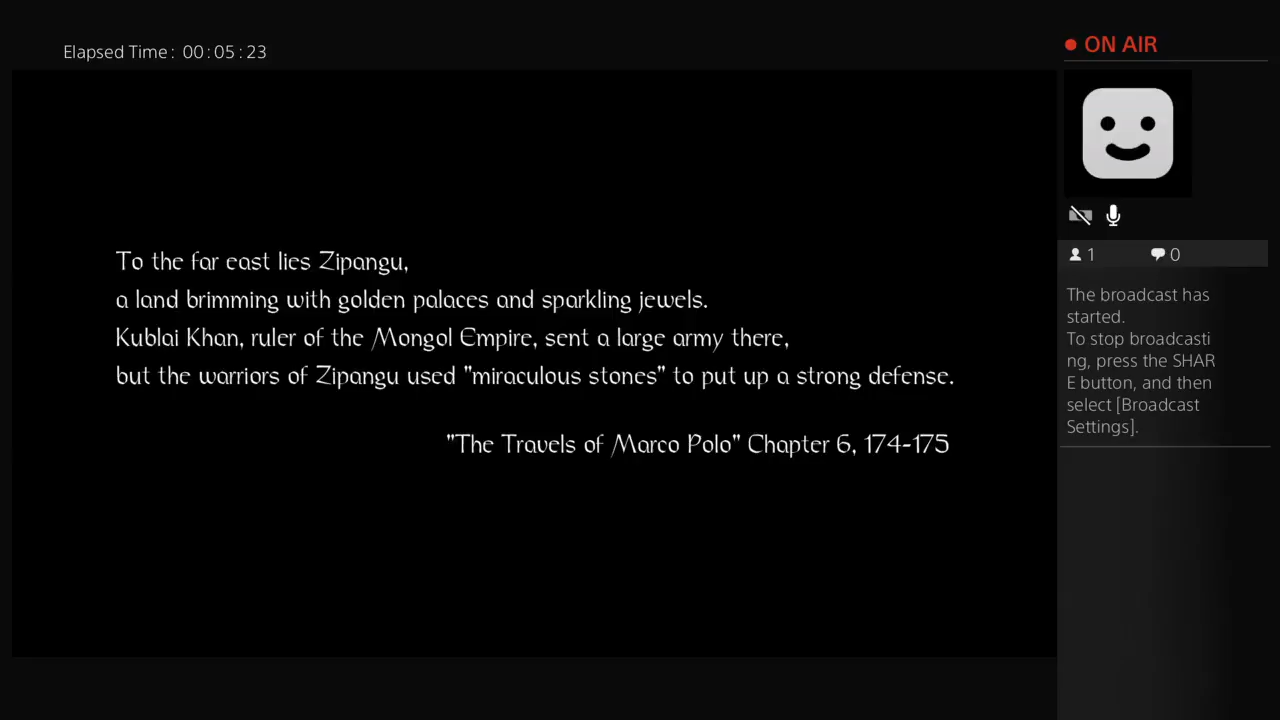 Elapsed Time: 00:05:23
ON AIR
1 0
To the far east lies Zipangu,
a land brimming with golden palaces and sparkling jewels.
Kublai Khan, ruler of the Mongol Empire, sent a large army there,
but the warriors of Zipangu used "miraculous stones" to put up a strong defense.
"The Travels of Marco Polo" Chapter 6, 174-175
The broadcast has
started.
To stop broadcasti
ng, press the SHAR
E button, and then
select [Broadcast
Settings].